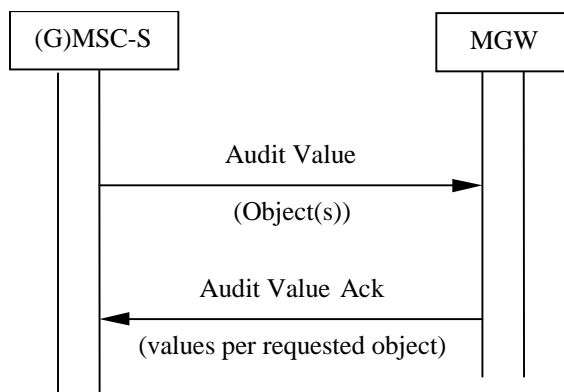 (G)MSC-S
MGW
Audit Value
(Object(s))
Audit Value Ack
(values per requested object)